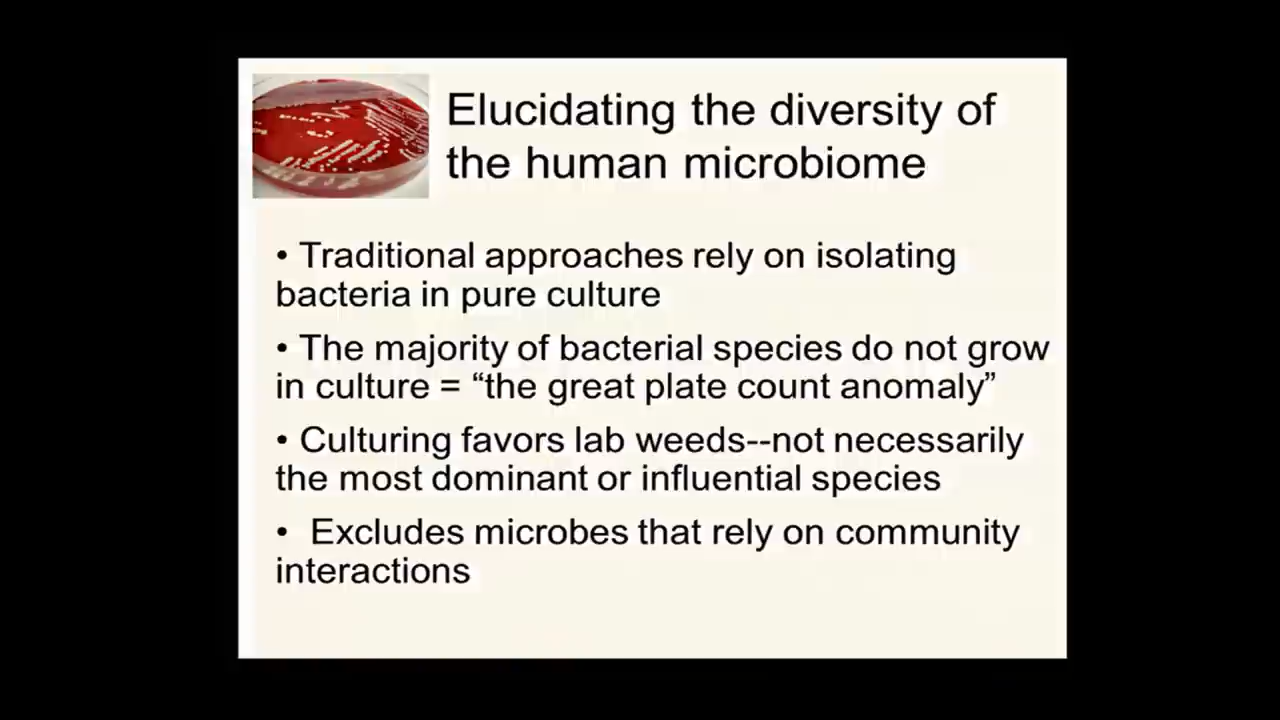 Elucidating the diversity of
the human microbiome
• Traditional approaches rely on isolating
bacteria in pure culture
• The majority of bacterial species do not grow
in culture = “the great plate count anomaly”
• Culturing favors lab weeds--not necessarily
the most dominant or influential species
• Excludes microbes that rely on community
interactions